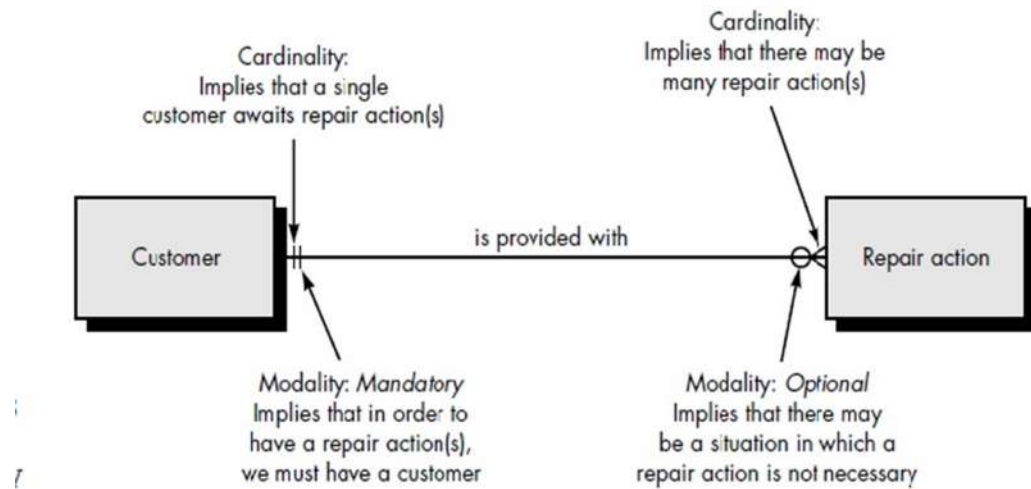 Cardinality:
Implies that a single
customer awaits repair action(s)
Cardinality:
Implies that there may be
many repair action(s)
Customer
is provided with
Repair action
Modality: Mandatory
Implies that in order to
have a repair action(s),
we must have a customer
Modality: Optional
Implies that there may
be a situation in which a
repair action is not necessary